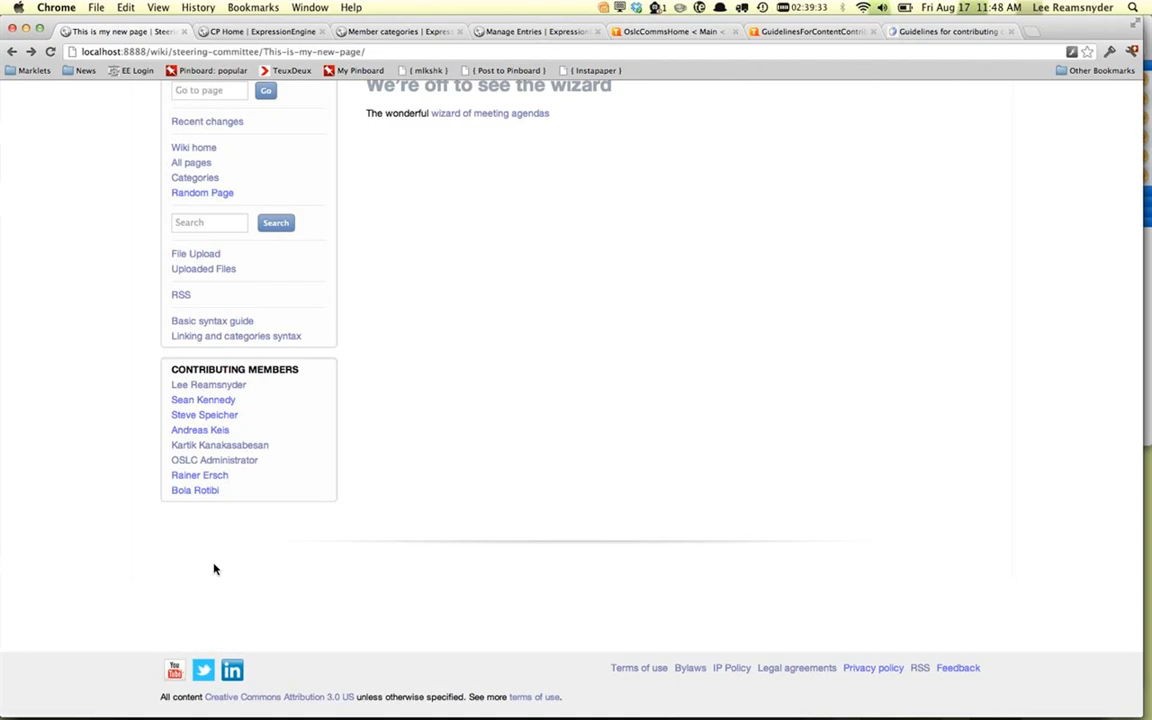 Chrome File Edit View History Bookmarks Window Help 1 02:39:33 Fri Aug 17 11:48 AM Lee Reamsnyder
This is my new page | Steeri CP Home | ExpressionEngine Member categories | Expres Manage Entries | Expression OslcCommsHome < Main < GuidelinesForContentContri Guidelines for contributing c
localhost:8888/wiki/steering-committee/This-is-my-new-page/
Marklets News EE Login Pinboard: popular TeuxDeux My Pinboard { mlkshk } { Post to Pinboard } { Instapaper } Other Bookmarks
We're off to see the wizard
Go to page Go
The wonderful wizard of meeting agendas
Recent changes
Wiki home
All pages
Categories
Random Page
Search Search
File Upload
Uploaded Files
RSS
Basic syntax guide
Linking and categories syntax
CONTRIBUTING MEMBERS
Lee Reamsnyder
Sean Kennedy
Steve Speicher
Andreas Keis
Kartik Kanakasabesan
OSLC Administrator
Rainer Ersch
Bola Rotibi
You Tube in
Terms of use Bylaws IP Policy Legal agreements Privacy policy RSS Feedback
All content Creative Commons Attribution 3.0 US unless otherwise specified. See more terms of use.